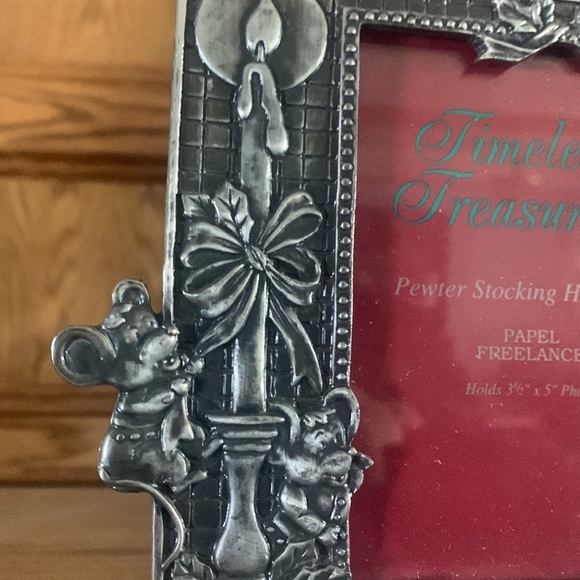 Timele
Treasur
Pewter Stocking H
PAPEL
FREELANCE
Holds 3½" x 5" Pho